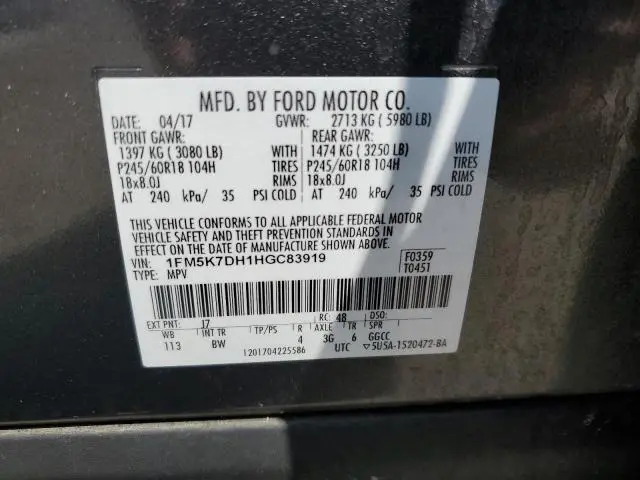 MFD. BY FORD MOTOR CO.
DATE: 04/17 GVWR: 2713 KG ( 5980 LB)
FRONT GAWR: REAR GAWR:
1397 KG ( 3080 LB) WITH 1474 KG ( 3250 LB) WITH
P245/60R18 104H TIRES P245/60R18 104H TIRES
18x8.0J RIMS 18x8.0J RIMS
AT 240 kPa/ 35 PSI COLD AT 240 kPa/ 35 PSI COLD
THIS VEHICLE CONFORMS TO ALL APPLICABLE FEDERAL MOTOR
VEHICLE SAFETY AND THEFT PREVENTION STANDARDS IN
EFFECT ON THE DATE OF MANUFACTURE SHOWN ABOVE.
VIN: 1FM5K7DH1HGC83919 F0359
TYPE: MPV T0451
EXT PNT: J7 RC: 48 DSO:
WB INT TR TP/PS R AXLE TR SPR
113 BW 4 3G 6 GGCC
1201704225586 UTC ▽5U5A-1520472-BA